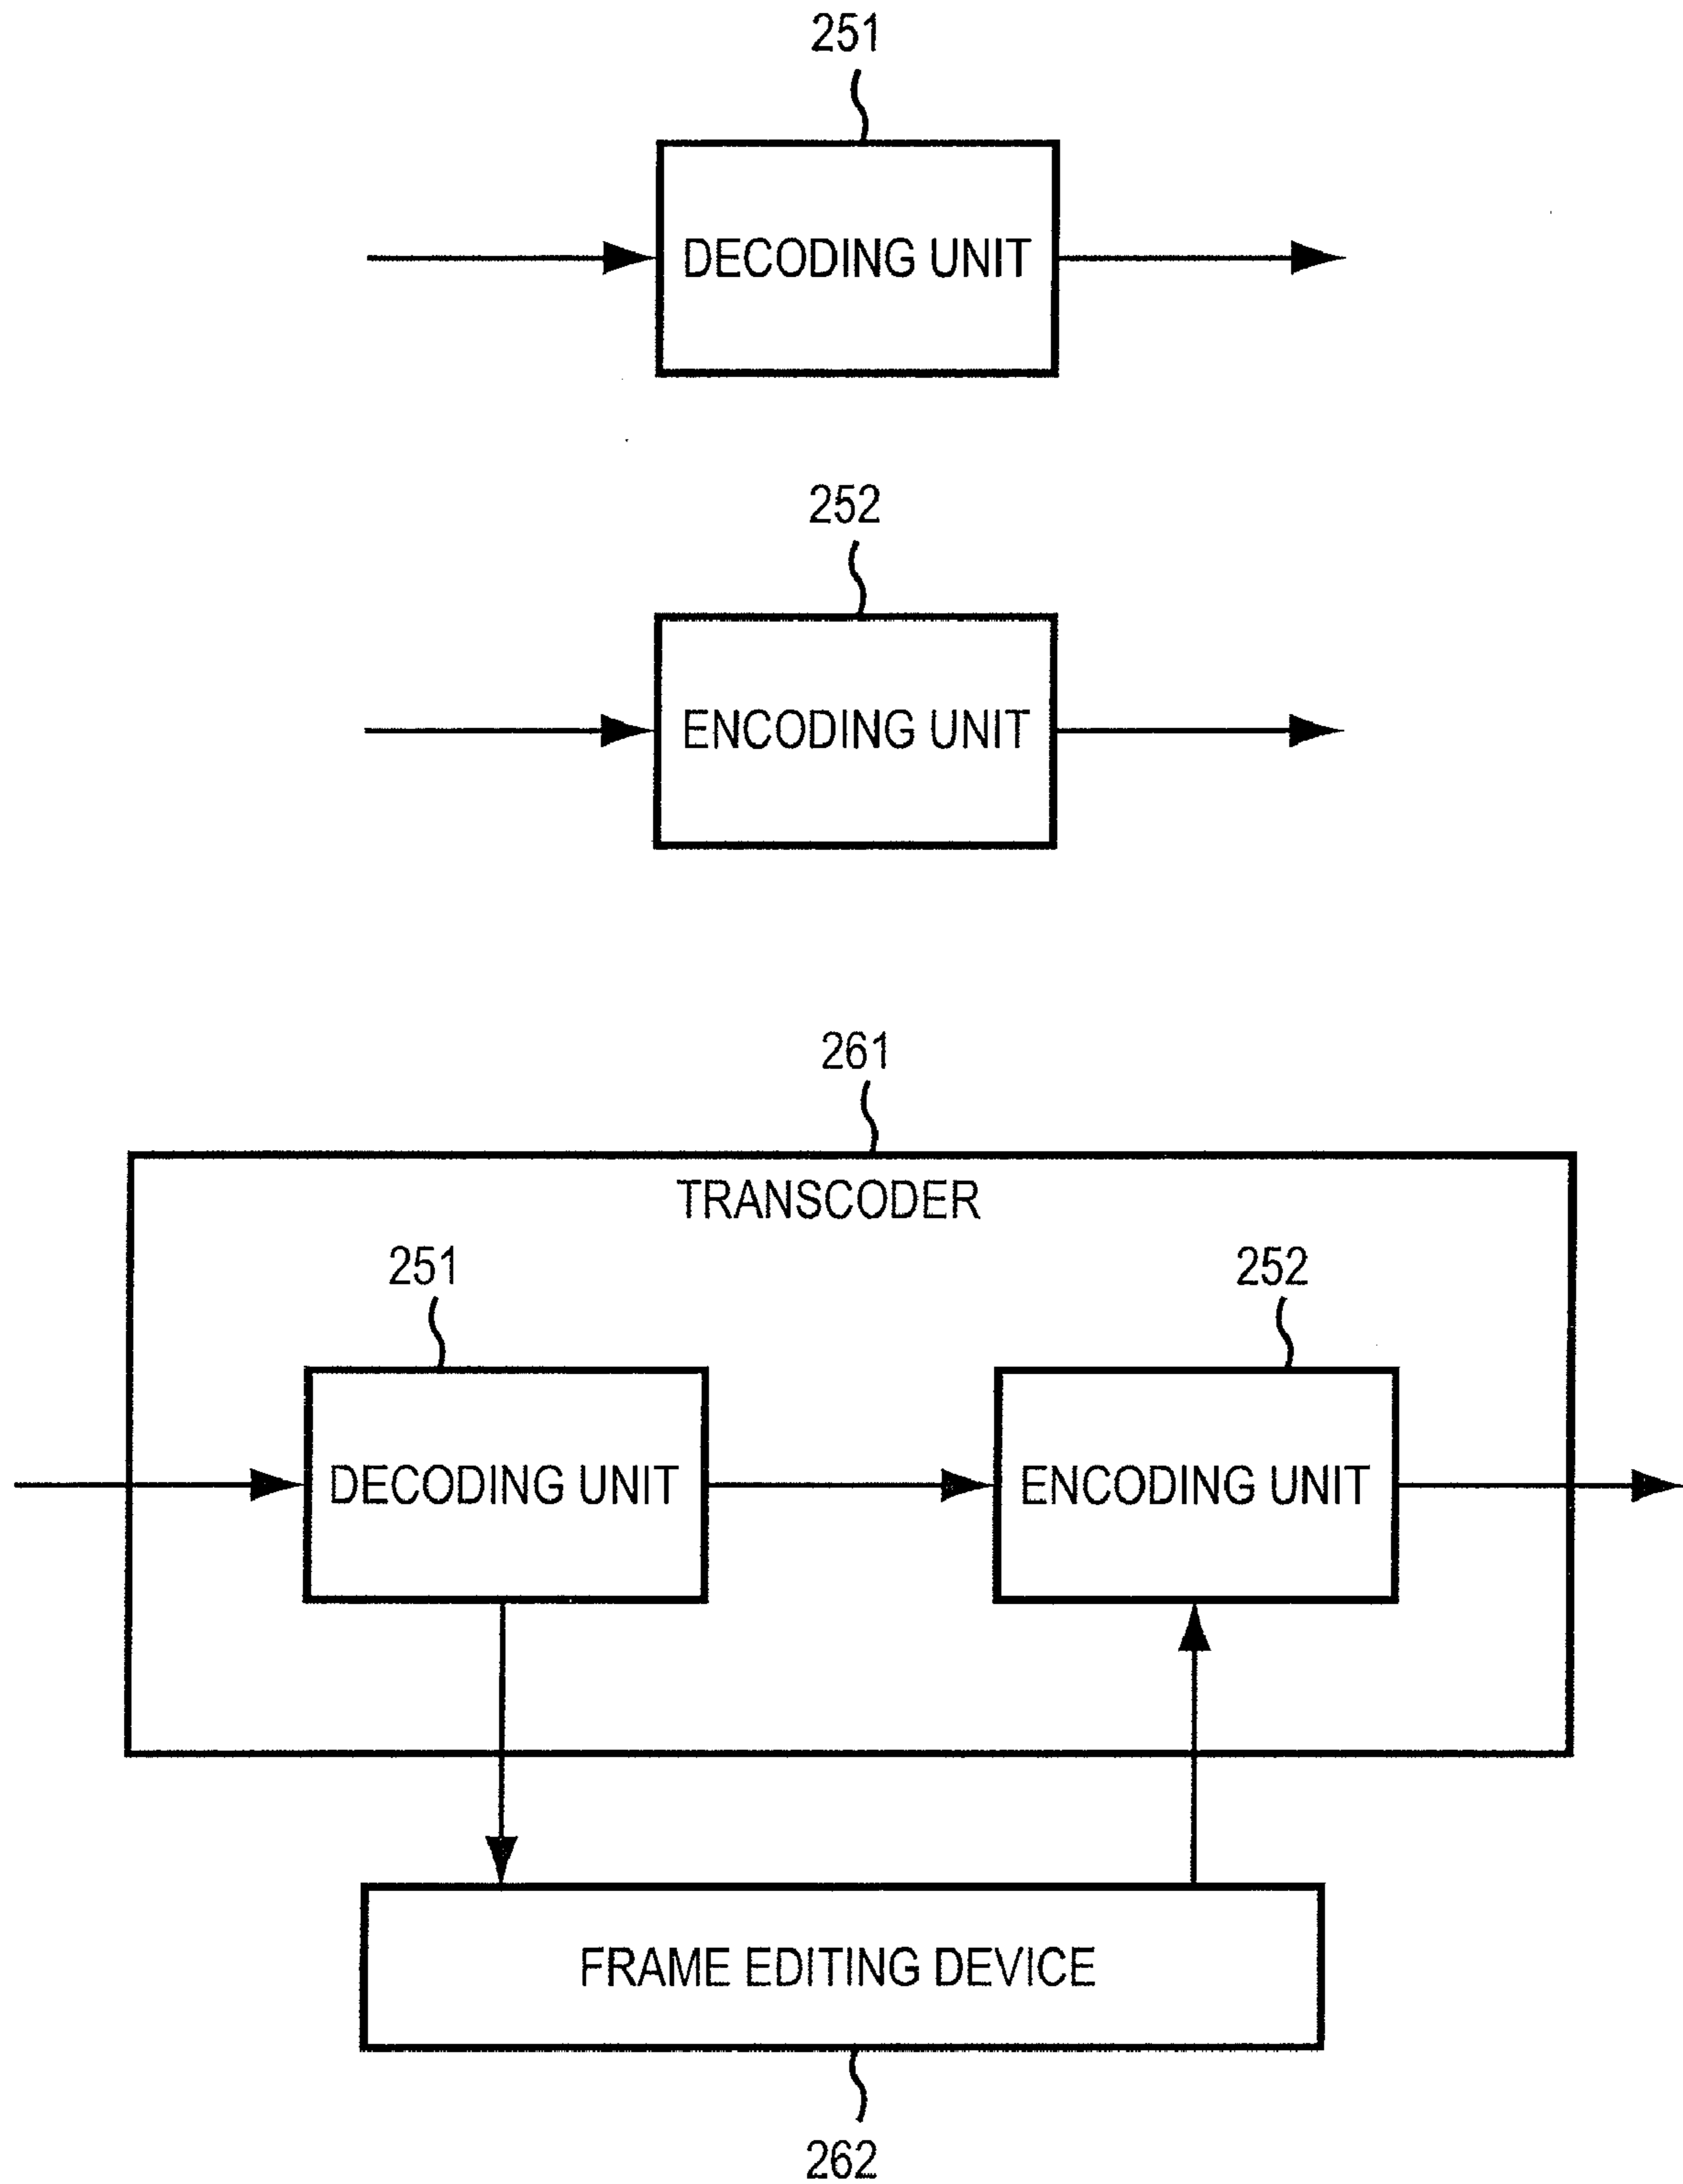 251
DECODING UNIT
252
ENCODING UNIT
261
TRANSCODER
251
252
DECODING UNIT
ENCODING UNIT
FRAME EDITING DEVICE
262